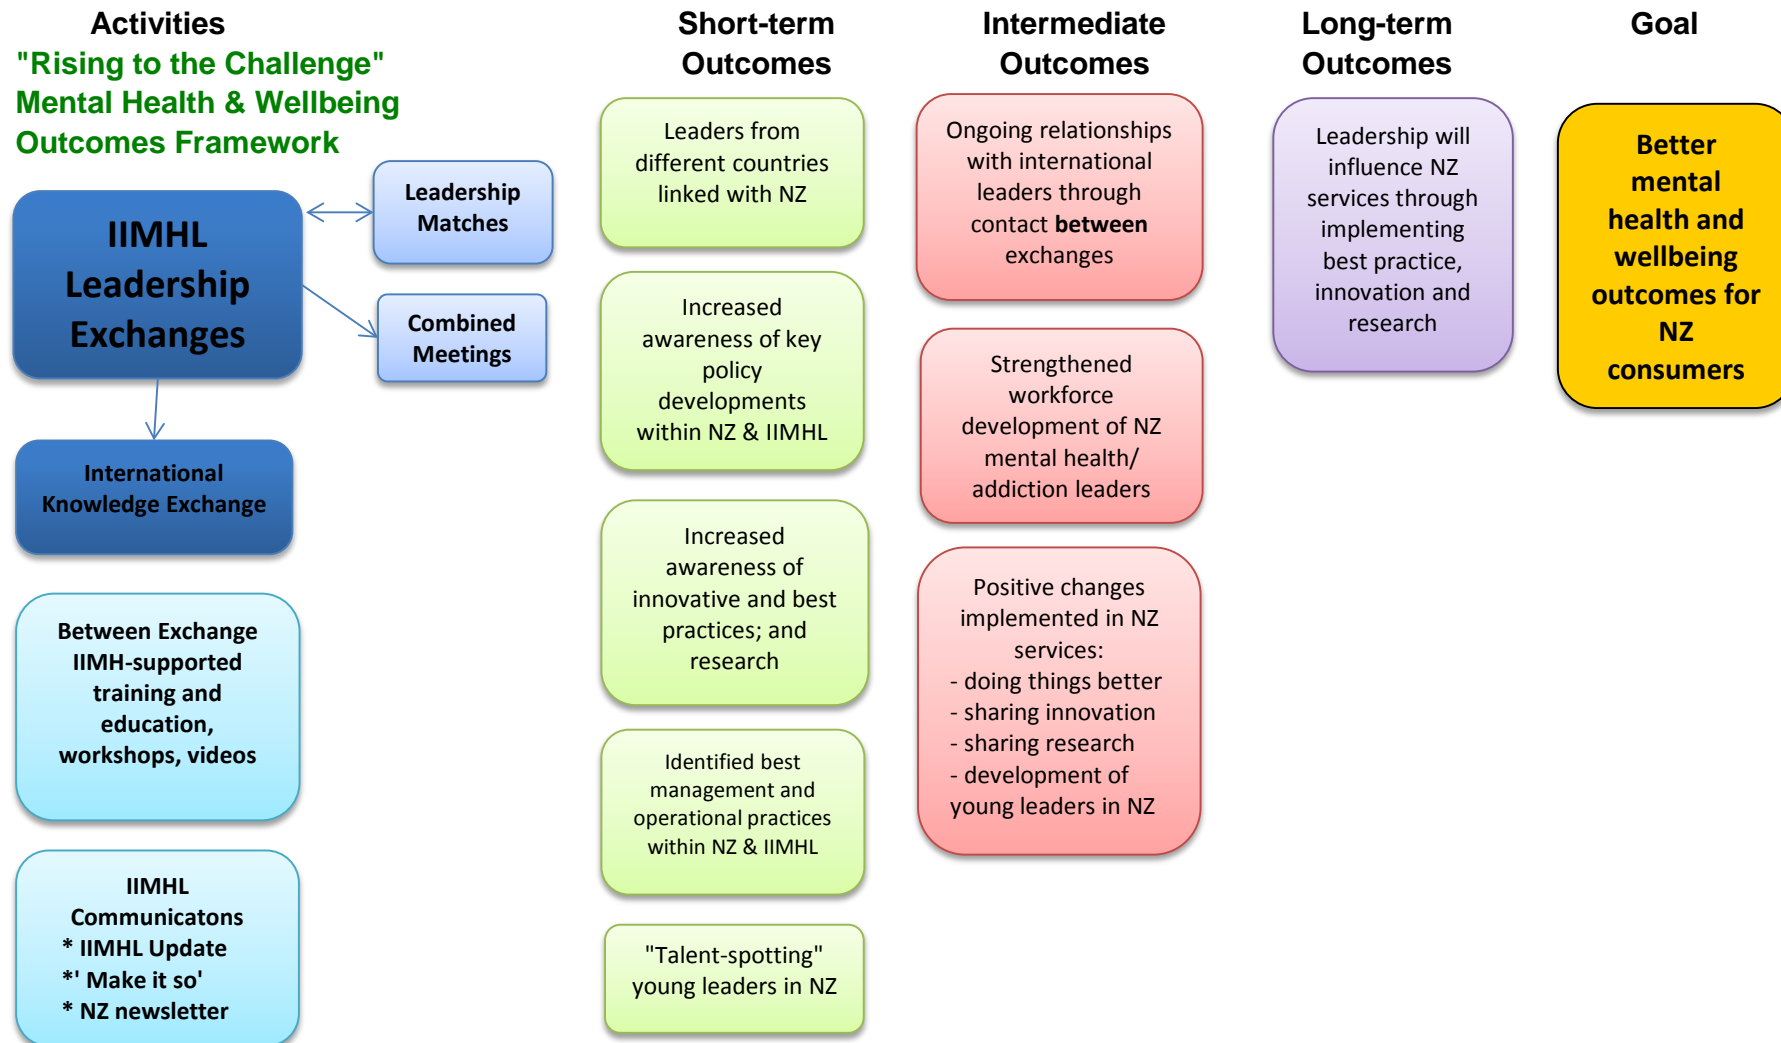 Activities
"Rising to the Challenge"
Mental Health & Wellbeing
Outcomes Framework
IIMHL
Leadership
Exchanges
Leadership
Matches
Combined
Meetings
International
Knowledge Exchange
Between Exchange
IIMH-supported
training and
education,
workshops, videos
IIMHL
Communicatons
* IIMHL Update
*' Make it so'
* NZ newsletter
Short-term
Outcomes
Leaders from
different countries
linked with NZ
Increased
awareness of key
policy
developments
within NZ & IIMHL
Increased
awareness of
innovative and best
practices; and
research
Identified best
management and
operational practices
within NZ & IIMHL
"Talent-spotting"
young leaders in NZ
Intermediate
Outcomes
Ongoing relationships
with international
leaders through
contact between
exchanges
Strengthened
workforce
development of NZ
mental health/
addiction leaders
Positive changes
implemented in NZ
services:
- doing things better
- sharing innovation
- sharing research
- development of
young leaders in NZ
Long-term
Outcomes
Leadership will
influence NZ
services through
implementing
best practice,
innovation and
research
Goal
Better
mental
health and
wellbeing
outcomes for
NZ
consumers